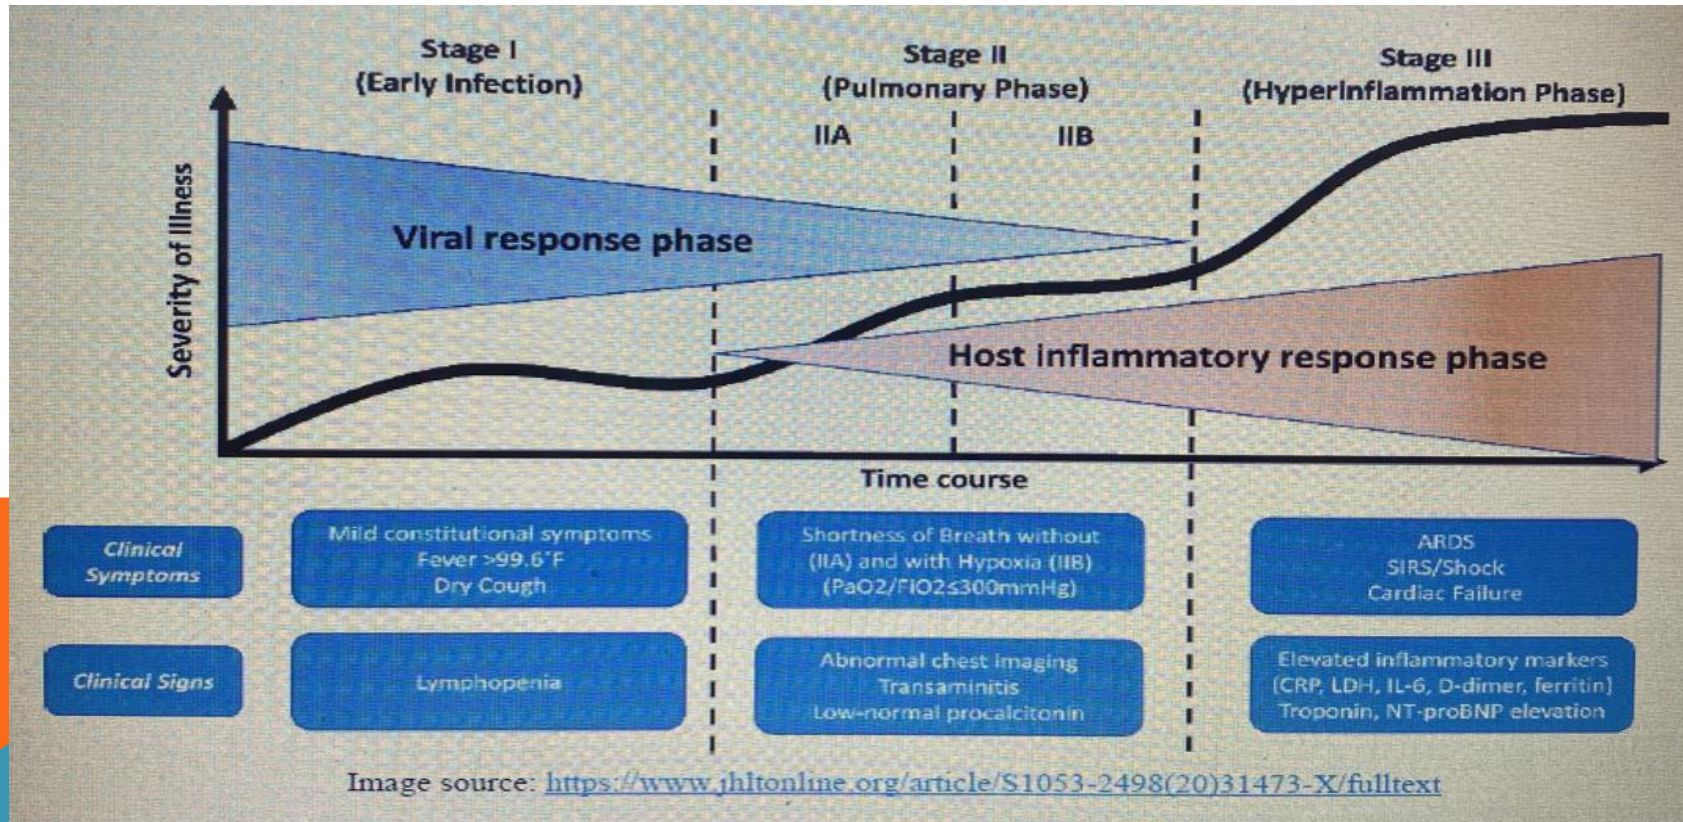 Stage I
(Early Infection)
Stage II
(Pulmonary Phase)
Stage III
(Hyperinflammation Phase)
IIA
IIB
Severity of Illness
Viral response phase
Host inflammatory response phase
Time course
Clinical
Symptoms
Mild constitutional symptoms
Fever >99.6°F
Dry Cough
Shortness of Breath without
(IIA) and with Hypoxia (IIB)
(PaO2/FiO2≤300mmHg)
ARDS
SIRS/Shock
Cardiac Failure
Clinical Signs
Lymphopenia
Abnormal chest imaging
Transaminitis
Low-normal procalcitonin
Elevated inflammatory markers
(CRP, LDH, IL-6, D-dimer, ferritin)
Troponin, NT-proBNP elevation
Image source: https://www.jhltonline.org/article/S1053-2498(20)31473-X/fulltext